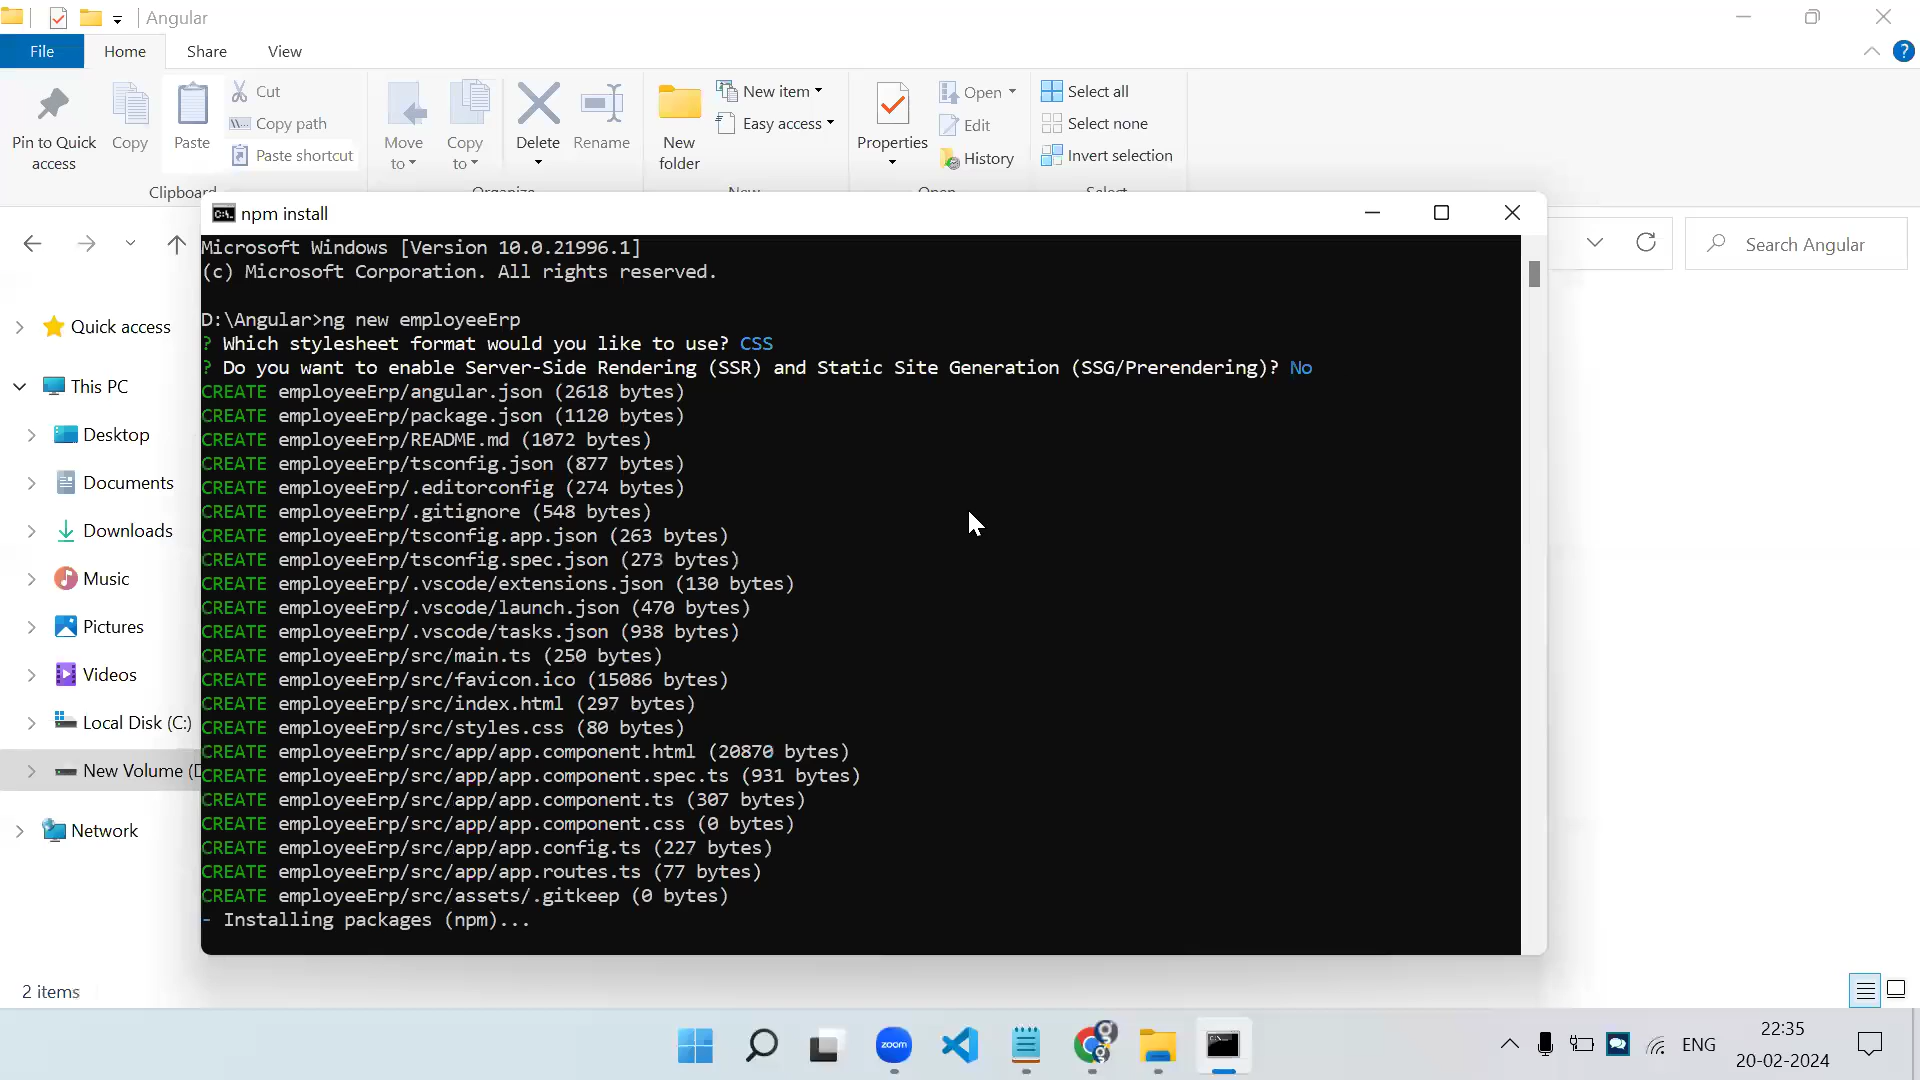 Angular
File
Home
Share
View
Pin to Quick access
Copy
Paste
Cut
Copy path
Paste shortcut
Move to
Copy to
Delete
Rename
New folder
New item
Easy access
Properties
Open
Edit
History
Select all
Select none
Invert selection
Clipboard
Organize
New
Open
Select
npm install
Search Angular
Quick access
This PC
Desktop
Documents
Downloads
Music
Pictures
Videos
Local Disk (C:)
New Volume (
Network
Microsoft Windows [Version 10.0.21996.1]
(c) Microsoft Corporation. All rights reserved.
D:\Angular>ng new employeeErp
? Which stylesheet format would you like to use? CSS
? Do you want to enable Server-Side Rendering (SSR) and Static Site Generation (SSG/Prerendering)? No
CREATE employeeErp/angular.json (2618 bytes)
CREATE employeeErp/package.json (1120 bytes)
CREATE employeeErp/README.md (1072 bytes)
CREATE employeeErp/tsconfig.json (877 bytes)
CREATE employeeErp/.editorconfig (274 bytes)
CREATE employeeErp/.gitignore (548 bytes)
CREATE employeeErp/tsconfig.app.json (263 bytes)
CREATE employeeErp/tsconfig.spec.json (273 bytes)
CREATE employeeErp/.vscode/extensions.json (130 bytes)
CREATE employeeErp/.vscode/launch.json (470 bytes)
CREATE employeeErp/.vscode/tasks.json (938 bytes)
CREATE employeeErp/src/main.ts (250 bytes)
CREATE employeeErp/src/favicon.ico (15086 bytes)
CREATE employeeErp/src/index.html (297 bytes)
CREATE employeeErp/src/styles.css (80 bytes)
CREATE employeeErp/src/app/app.component.html (20870 bytes)
CREATE employeeErp/src/app/app.component.spec.ts (931 bytes)
CREATE employeeErp/src/app/app.component.ts (307 bytes)
CREATE employeeErp/src/app/app.component.css (0 bytes)
CREATE employeeErp/src/app/app.config.ts (227 bytes)
CREATE employeeErp/src/app/app.routes.ts (77 bytes)
CREATE employeeErp/src/assets/.gitkeep (0 bytes)
- Installing packages (npm)...
2 items
zoom
ENG
22:35
20-02-2024